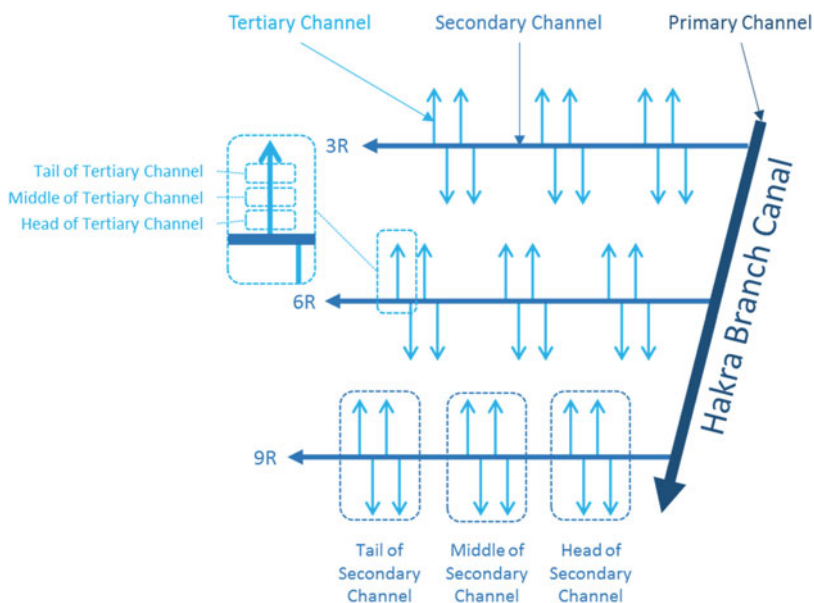 Tertiary Channel
Secondary Channel
Primary Channel
3R
Tail of Tertiary Channel
Middle of Tertiary Channel
Head of Tertiary Channel
6R
Hakra Branch Canal
9R
Tail of
Secondary
Channel
Middle of
Secondary
Channel
Head of
Secondary
Channel